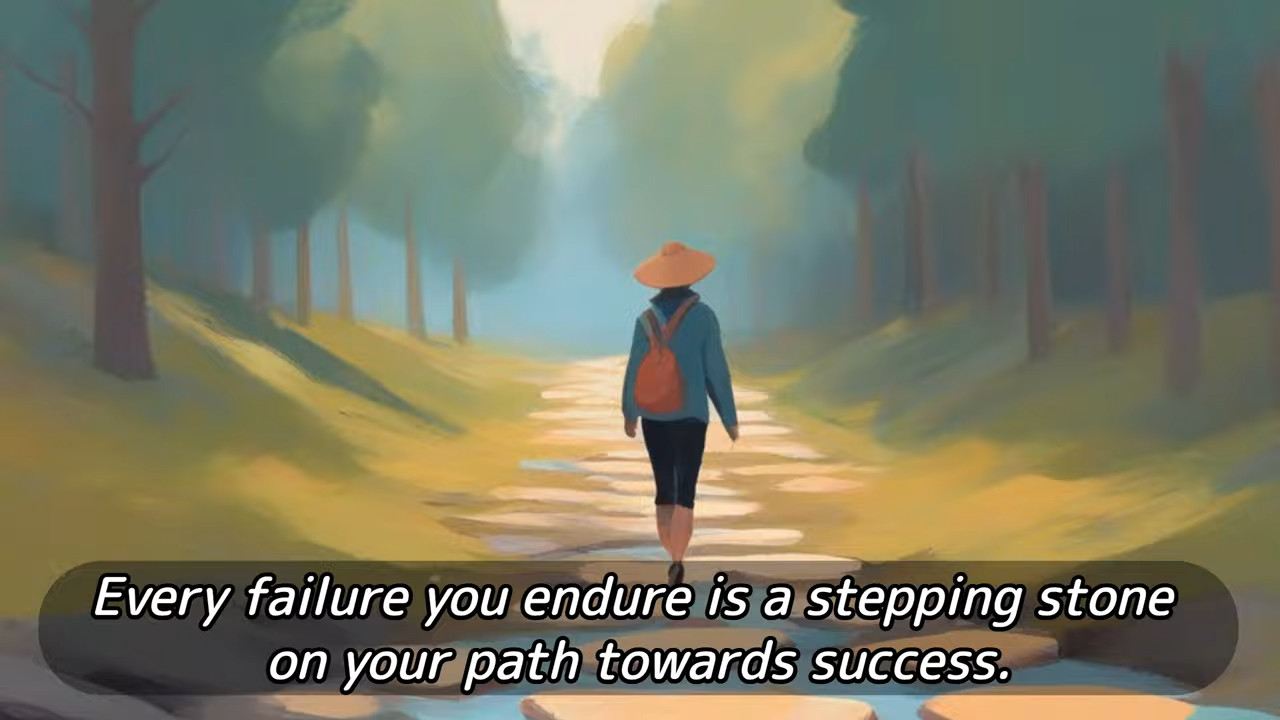 Every failure you endure is a stepping stone
on your path towards success.